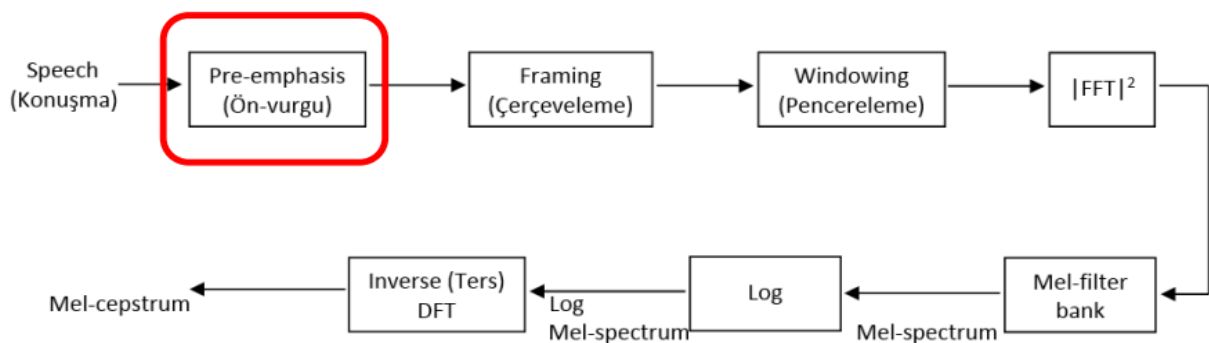 Speech
(Konuşma)
Pre-emphasis
(Ön-vurgu)
Framing
(Çerçeveleme)
Windowing
(Pencereleme)
|FFT|²
Mel-filter
bank
Mel-spectrum
Log
Log
Mel-spectrum
Inverse (Ters)
DFT
Mel-cepstrum